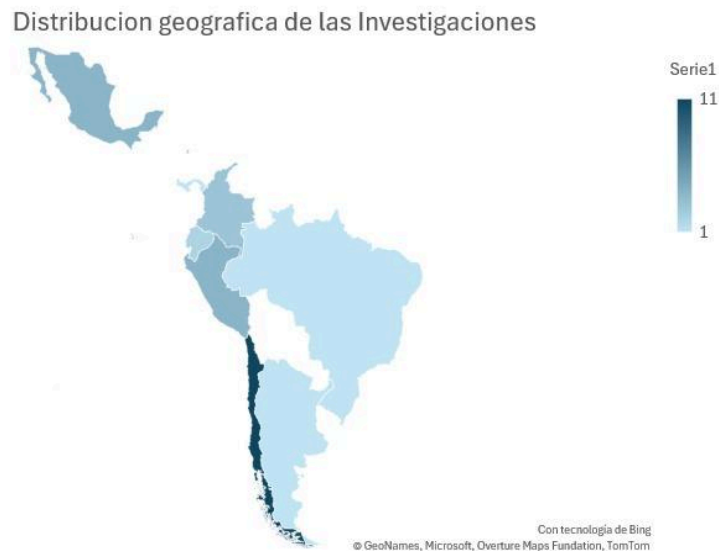 Distribucion geografica de las Investigaciones
Serie1
11
1
Con tecnología de Bing
© GeoNames, Microsoft, Overture Maps Fundation, TomTom